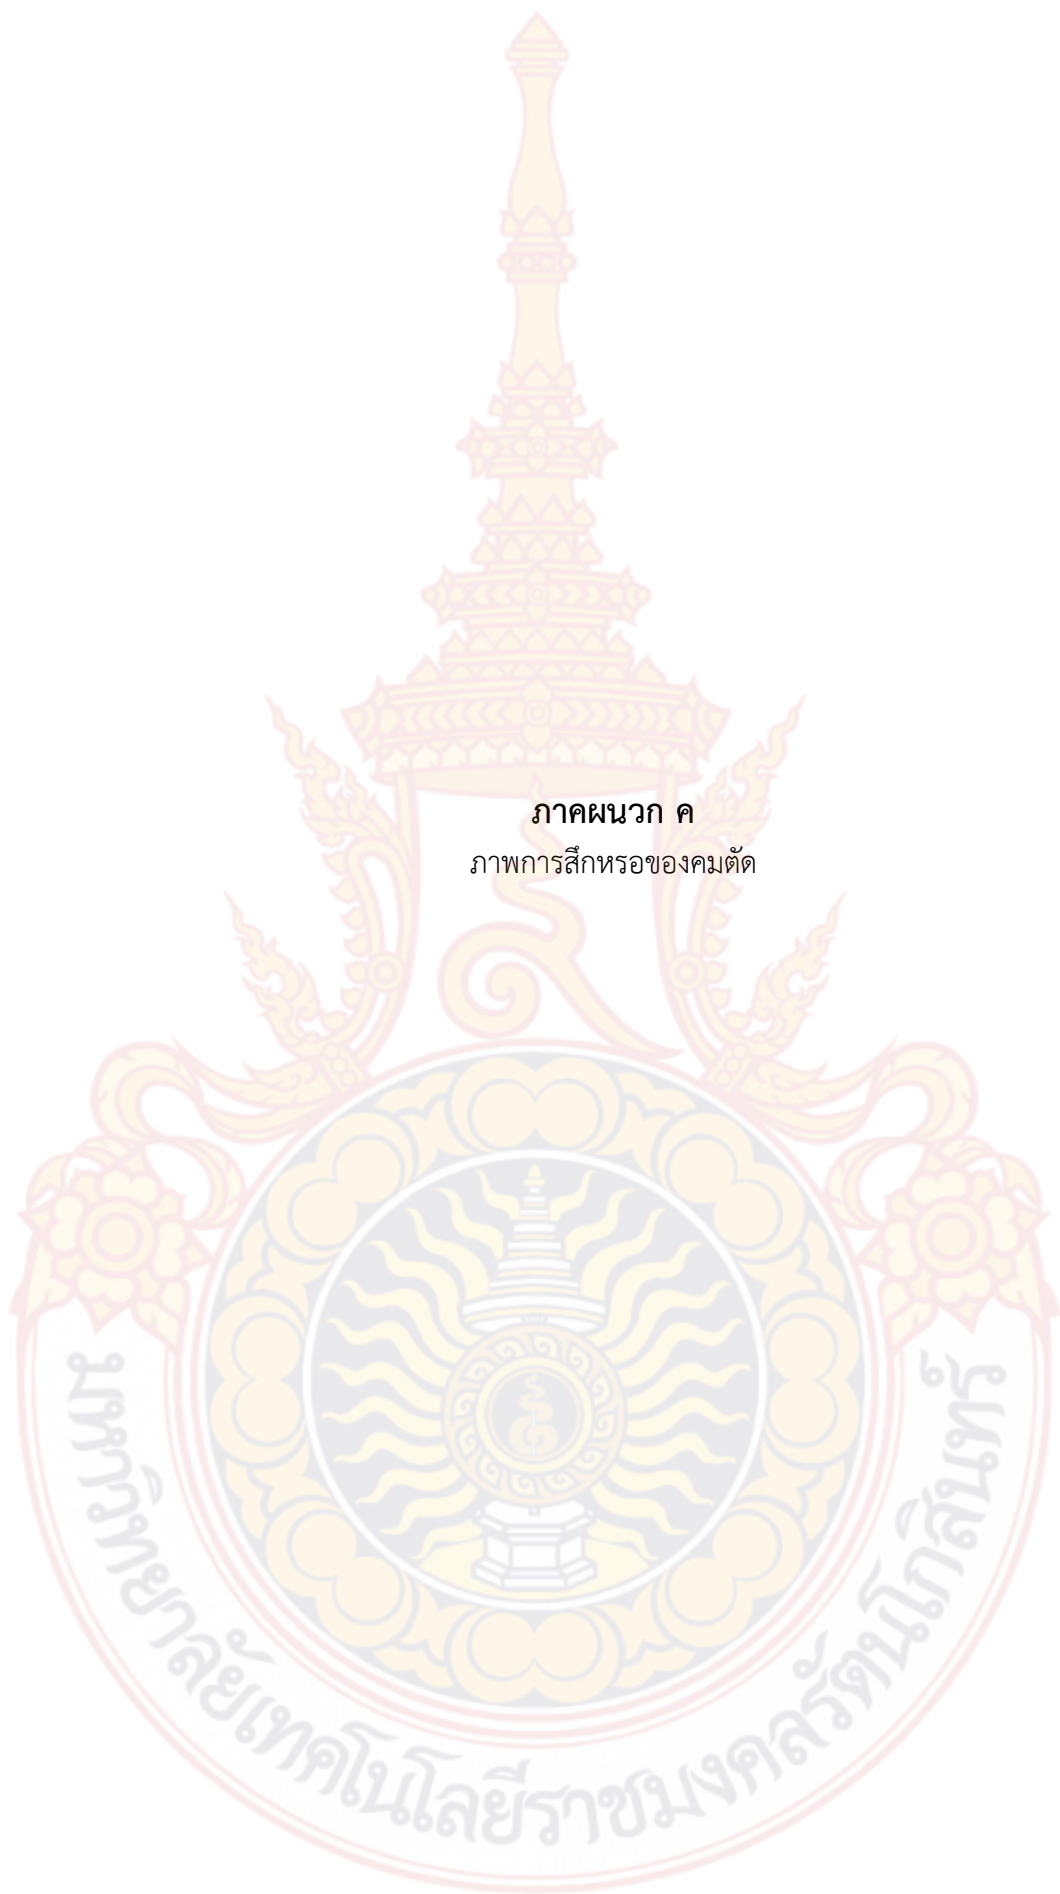 ภาคผนวก ค
ภาพการสึกหรอของคมตัด
มหาวิทยาลัยเทคโนโลยีราชมงคลรัตนโกสินทร์